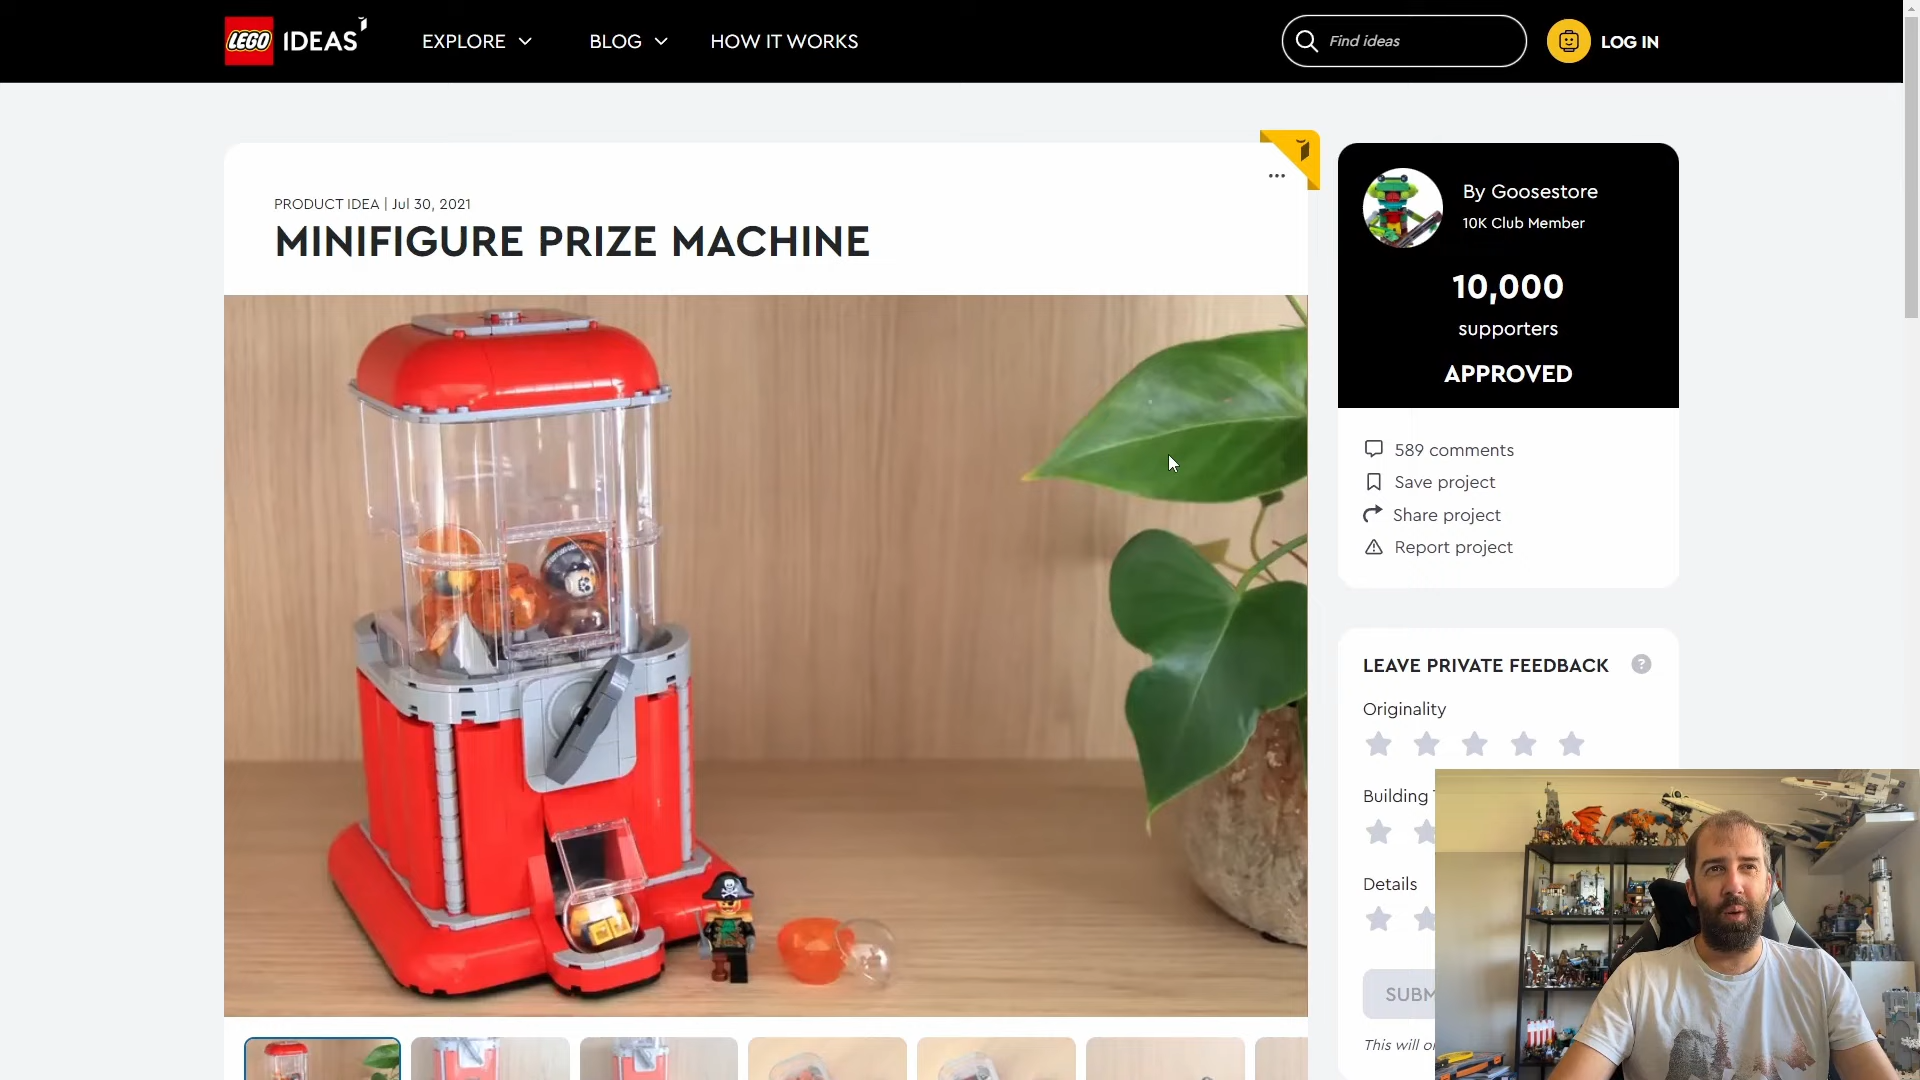 LEGO IDEAS
EXPLORE
BLOG
HOW IT WORKS
Find ideas
LOG IN
PRODUCT IDEA | Jul 30, 2021
MINIFIGURE PRIZE MACHINE
By Goosestore
10K Club Member
10,000
supporters
APPROVED
589 comments
Save project
Share project
Report project
LEAVE PRIVATE FEEDBACK ?
Originality
Building
Details
SUBM
This will